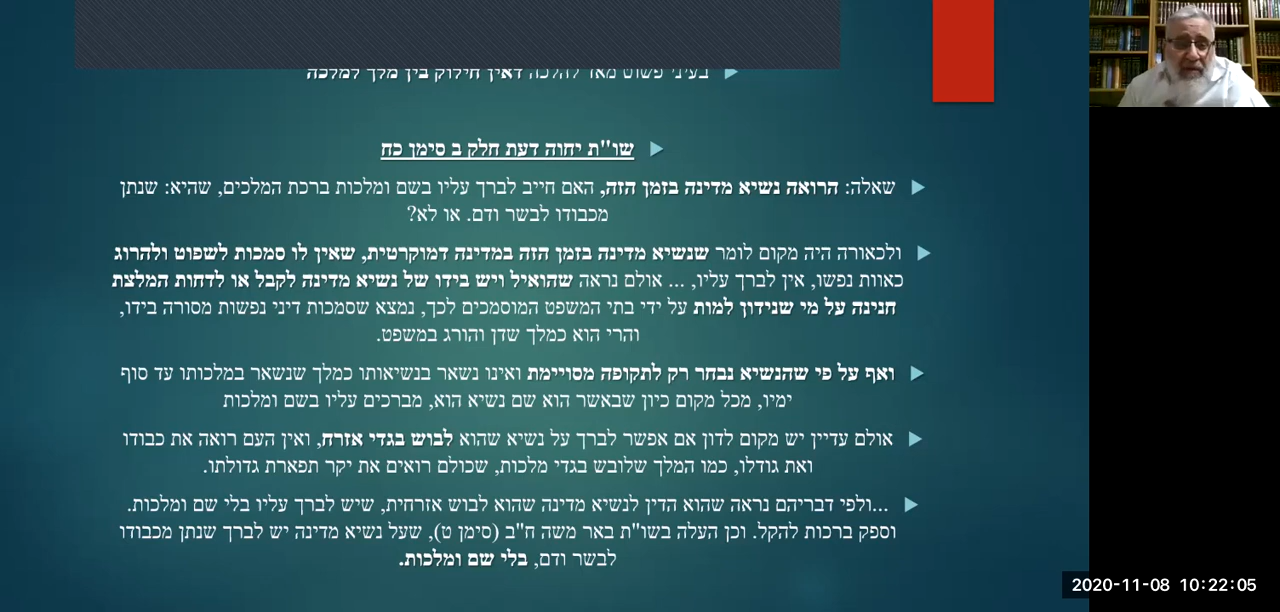 בעיני פשוט מאד להלכה דאין חילוק בין מלך למלכה
שו"ת יחוה דעת חלק ב סימן כח
שאלה: הרואה נשיא מדינה בזמן הזה, האם חייב לברך עליו בשם ומלכות ברכת המלכים, שהיא: שנתן
מכבודו לבשר ודם. או לא?
ולכאורה היה מקום לומר שנשיא מדינה בזמן הזה במדינה דמוקרטית, שאין לו סמכות לשפוט ולהרוג
כאוות נפשו, אין לברך עליו, ... אולם נראה שהואיל ויש בידו של נשיא מדינה לקבל או לדחות המלצת
חנינה על מי שנידון למות על ידי בתי המשפט המוסמכים לכך, נמצא שסמכות דיני נפשות מסורה בידו,
והרי הוא כמלך שדן והורג במשפט.
ואף על פי שהנשיא נבחר רק לתקופה מסויימת ואינו נשאר בנשיאותו כמלך שנשאר במלכותו עד סוף
ימיו, מכל מקום כיון שבאשר הוא שם נשיא הוא, מברכים עליו בשם ומלכות
אולם עדיין יש מקום לדון אם אפשר לברך על נשיא שהוא לבוש בגדי אזרח, ואין העם רואה את כבודו
ואת גודלו, כמו המלך שלובש בגדי מלכות, שכולם רואים את יקר תפארת גדולתו.
...ולפי דבריהם נראה שהוא הדין לנשיא מדינה שהוא לבוש אזרחית, שיש לברך עליו בלי שם ומלכות.
וספק ברכות להקל. וכן העלה בשו"ת באר משה ח"ב (סימן ט), שעל נשיא מדינה יש לברך שנתן מכבודו
לבשר ודם, בלי שם ומלכות.
2020-11-08 10:22:05